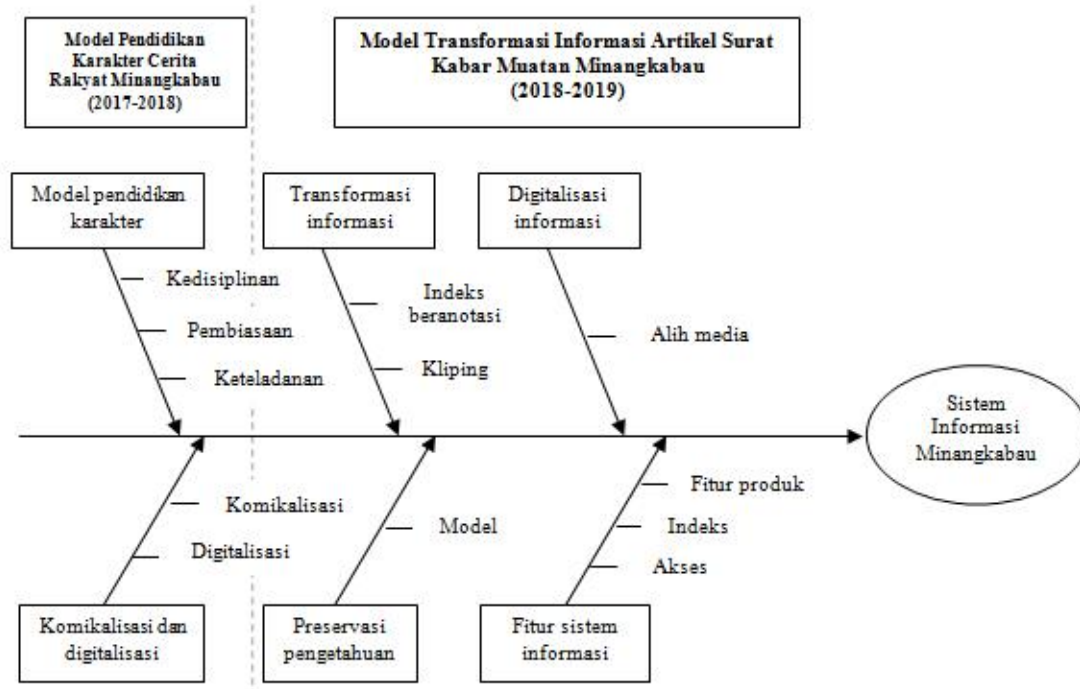 Model Pendidikan
Karakter Cerita
Rakyat Minangkabau
(2017-2018)
Model Transformasi Informasi Artikel Surat
Kabar Muatan Minangkabau
(2018-2019)
Model pendidikan
karakter
Transformasi
informasi
Digitalisasi
informasi
Kedisiplinan
Pembiasaan
Keteladanan
Indeks
beranotasi
Kliping
Alih media
Sistem
Informasi
Minangkabau
Komikalisasi
Digitalisasi
Model
Fitur produk
Indeks
Akses
Komikalisasi dan
digitalisasi
Preservasi
pengetahuan
Fitur sistem
informasi